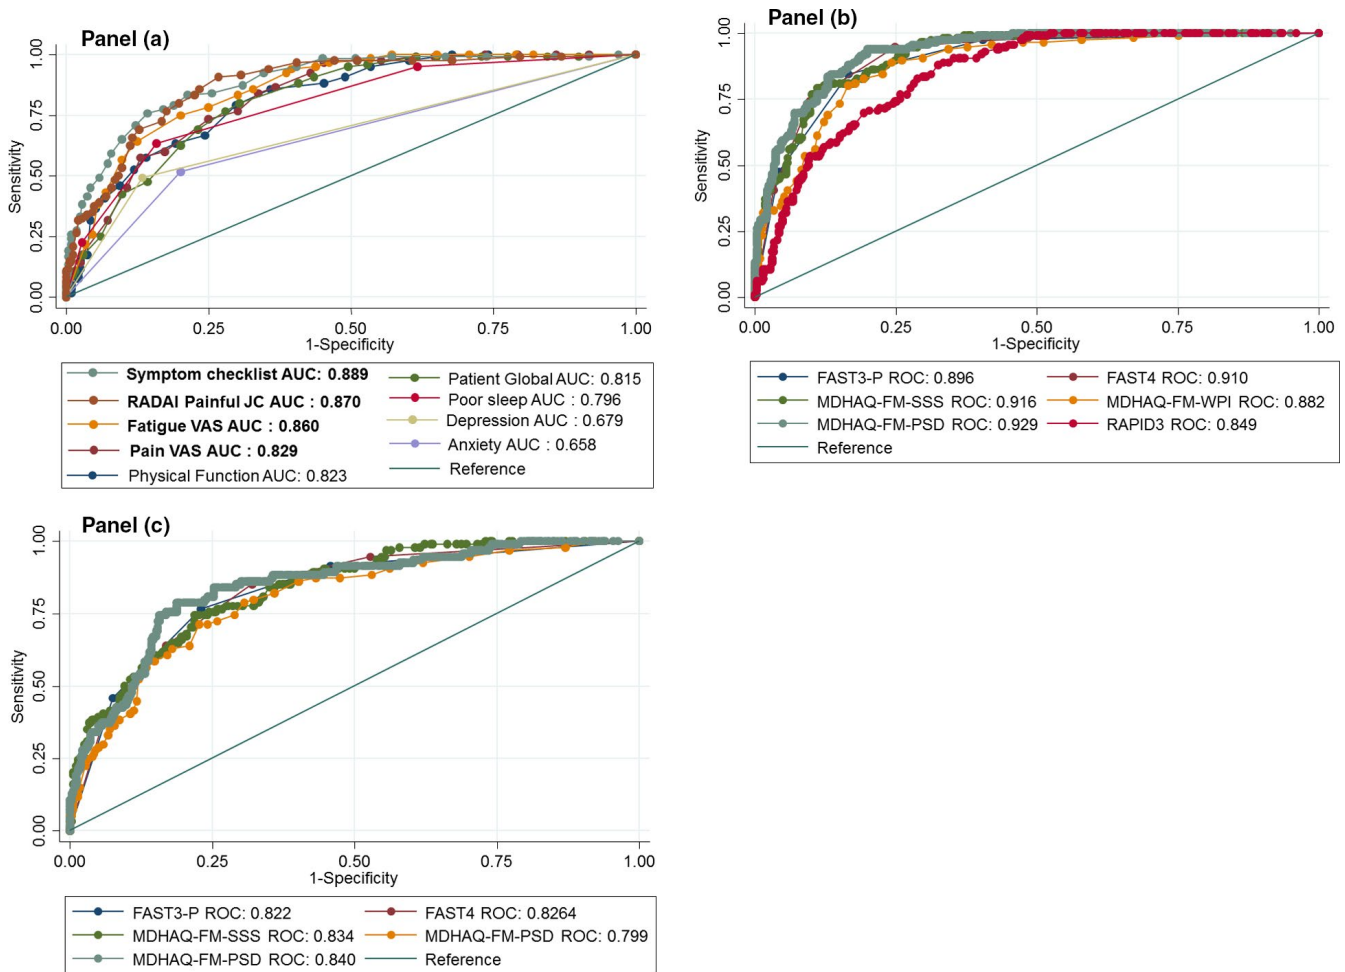 Panel (a)
1.00
0.75
0.50
0.25
0.00
Sensitivity
0.00 0.25 0.50 0.75 1.00
1-Specificity
Symptom checklist AUC: 0.889
RADAI Painful JC AUC : 0.870
Fatigue VAS AUC : 0.860
Pain VAS AUC : 0.829
Physical Function AUC: 0.823
Patient Global AUC: 0.815
Poor sleep AUC : 0.796
Depression AUC : 0.679
Anxiety AUC : 0.658
Reference
Panel (b)
1.00
0.75
0.50
0.25
0.00
Sensitivity
0.00 0.25 0.50 0.75 1.00
1-Specificity
FAST3-P ROC: 0.896
FAST4 ROC: 0.910
MDHAQ-FM-SSS ROC: 0.916
MDHAQ-FM-WPI ROC: 0.882
MDHAQ-FM-PSD ROC: 0.929
RAPID3 ROC: 0.849
Reference
Panel (c)
1.00
0.75
0.50
0.25
0.00
Sensitivity
0.00 0.25 0.50 0.75 1.00
1-Specificity
FAST3-P ROC: 0.822
FAST4 ROC: 0.8264
MDHAQ-FM-SSS ROC: 0.834
MDHAQ-FM-PSD ROC: 0.799
MDHAQ-FM-PSD ROC: 0.840
Reference